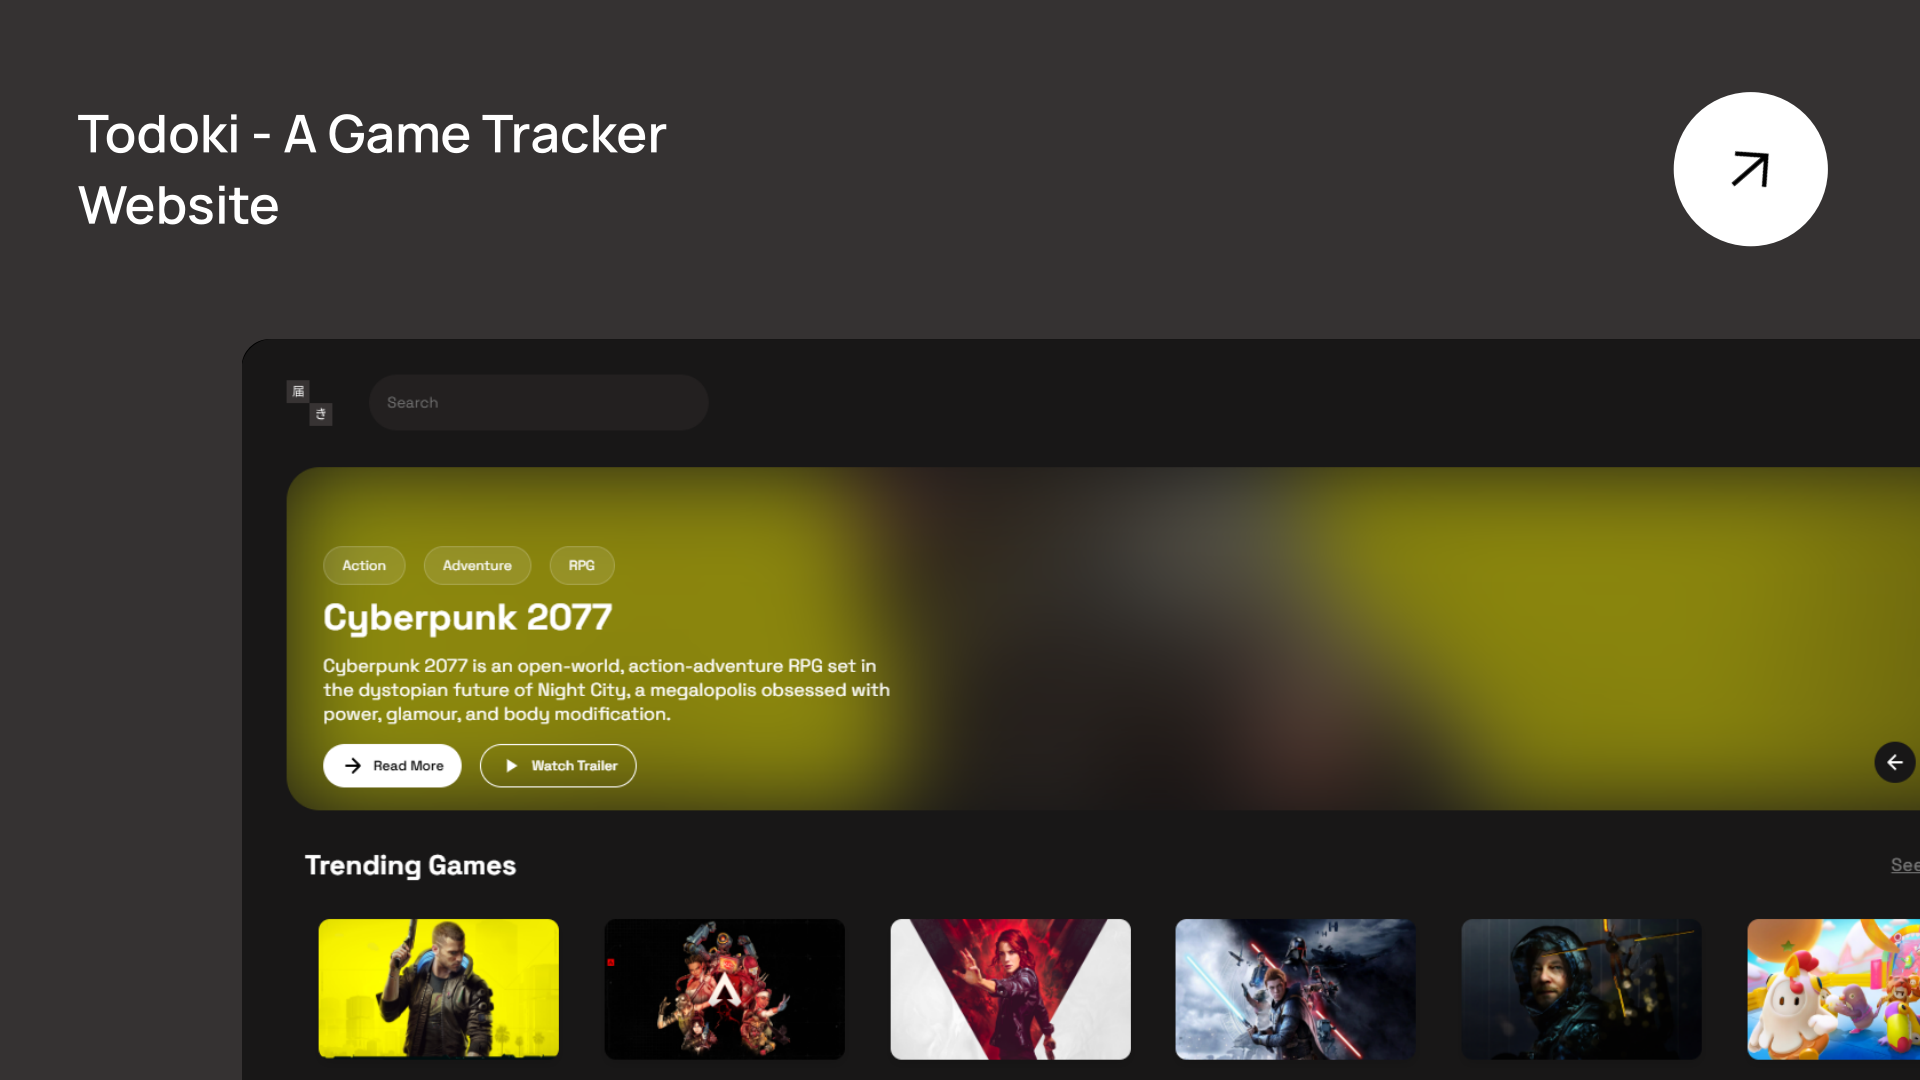 Todoki - A Game Tracker
Website
届
き
Search
Action
Adventure
RPG
Cyberpunk 2077
Cyberpunk 2077 is an open-world, action-adventure RPG set in
the dystopian future of Night City, a megalopolis obsessed with
power, glamour, and body modification.
Read More
Watch Trailer
Trending Games
See